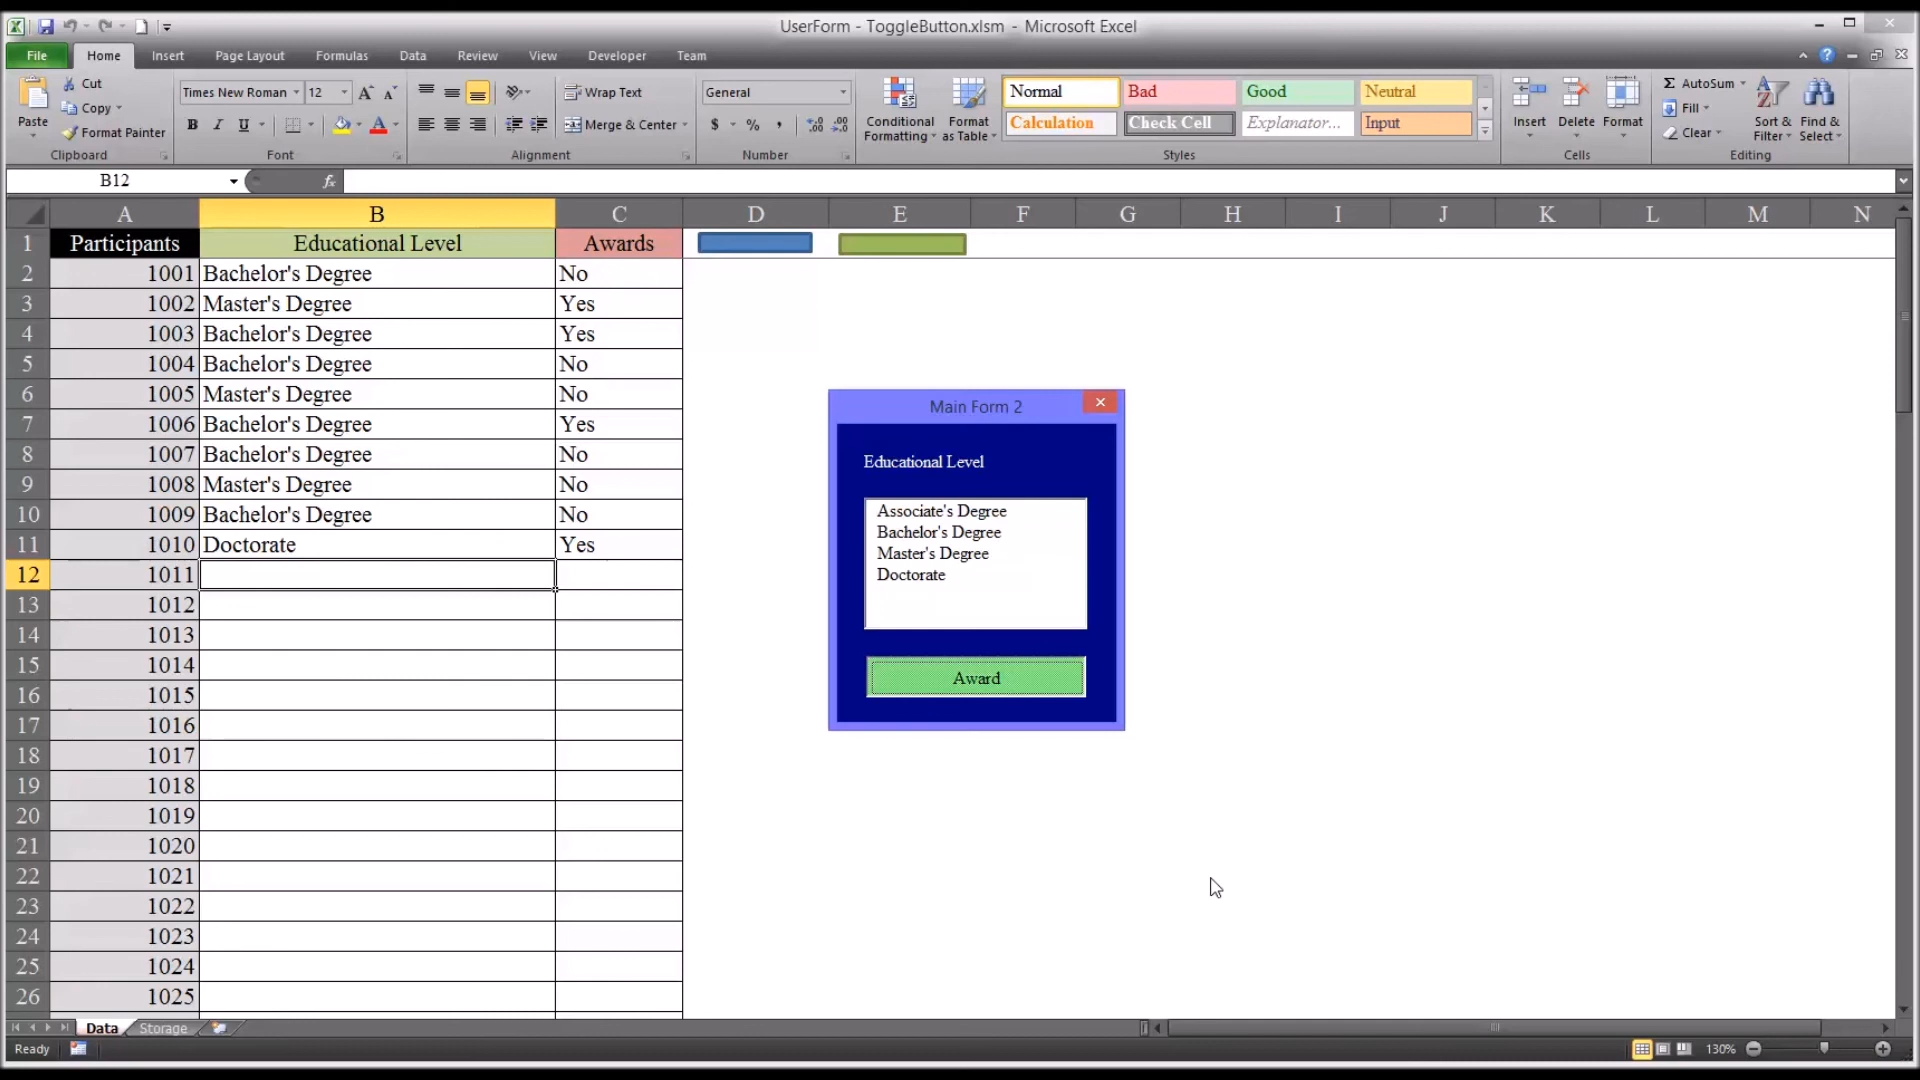 UserForm - ToggleButton.xlsm - Microsoft Excel
File Home Insert Page Layout Formulas Data Review View Developer Team
Paste
Cut
Copy
Format Painter
Clipboard
Times New Roman 12
B I U
Font
Wrap Text
Merge & Center
Alignment
General
$ % ,
Number
Conditional Formatting
Format as Table
Normal Bad Good Neutral
Calculation Check Cell Explanator... Input
Styles
Insert Delete Format
Cells
AutoSum
Fill
Clear
Sort & Filter
Find & Select
Editing
B12 fx
A B C D E F G H I J K L M N
1 Participants Educational Level Awards
2 1001 Bachelor's Degree No
3 1002 Master's Degree Yes
4 1003 Bachelor's Degree Yes
5 1004 Bachelor's Degree No
6 1005 Master's Degree No
7 1006 Bachelor's Degree Yes
8 1007 Bachelor's Degree No
9 1008 Master's Degree No
10 1009 Bachelor's Degree No
11 1010 Doctorate Yes
12 1011
13 1012
14 1013
15 1014
16 1015
17 1016
18 1017
19 1018
20 1019
21 1020
22 1021
23 1022
24 1023
25 1024
26 1025
Main Form 2
Educational Level
Associate's Degree
Bachelor's Degree
Master's Degree
Doctorate
Award
Data Storage
Ready 130%